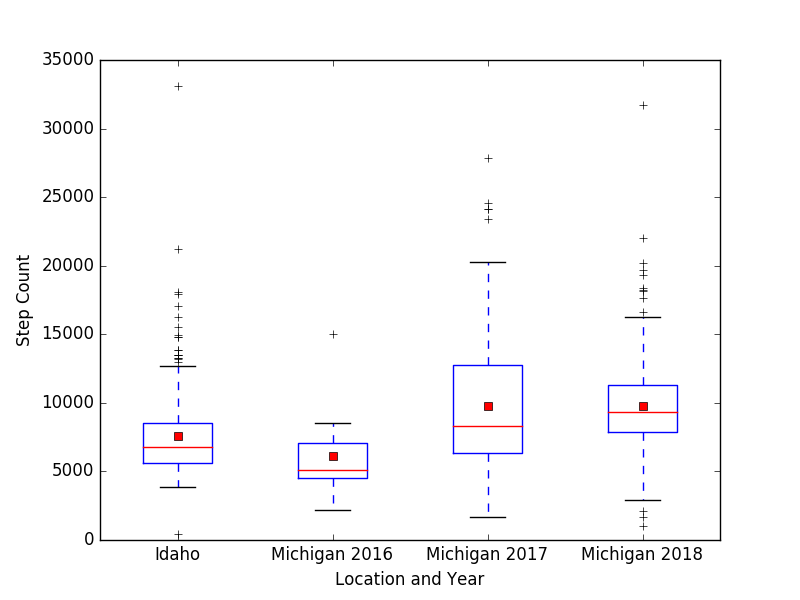 35000
30000
25000
20000
15000
10000
5000
0
Step Count
Idaho
Michigan 2016
Michigan 2017
Michigan 2018
Location and Year